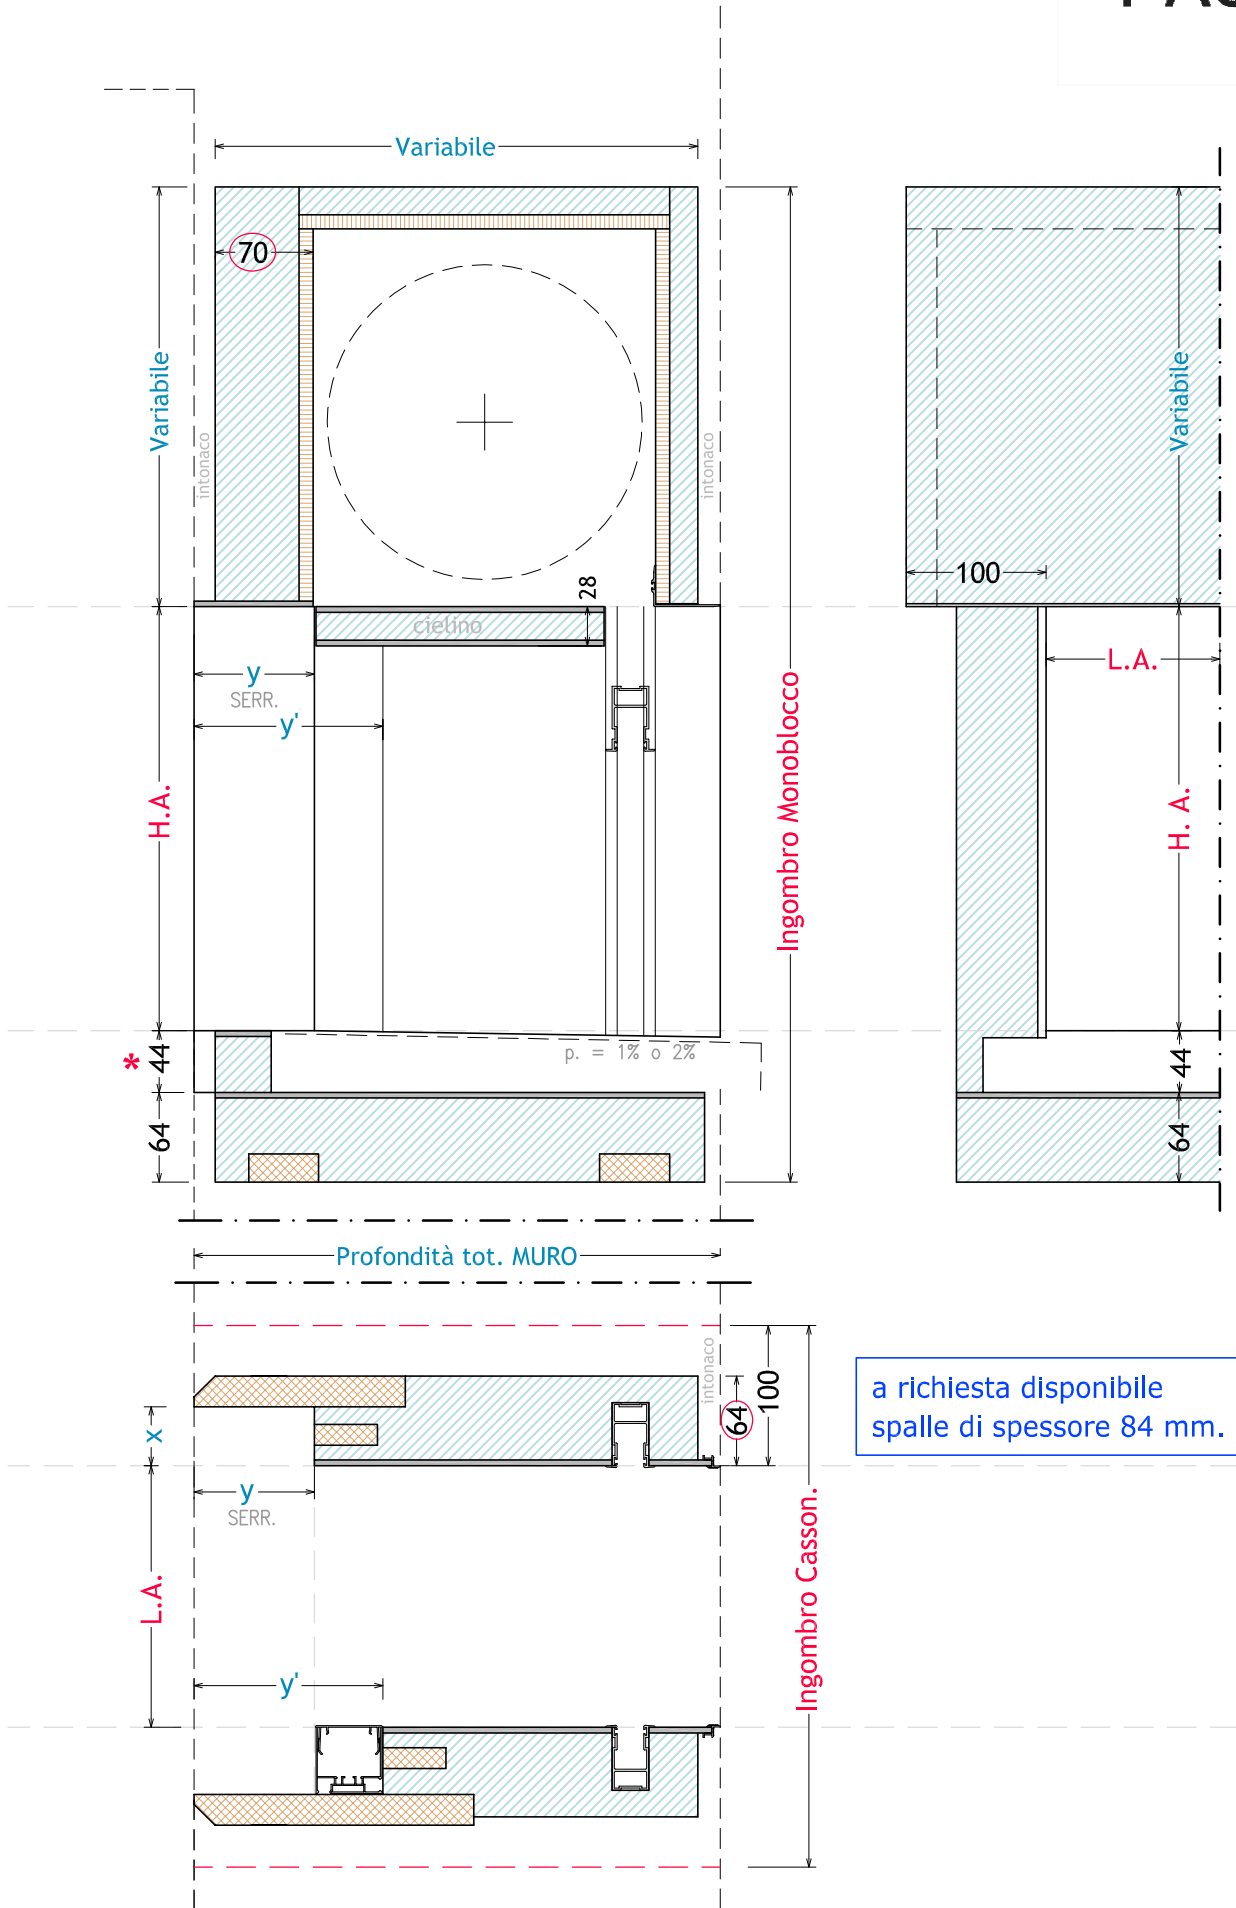 Variabile
70
Variabile
intonaco
intonaco
Variabile
28
100
cielino
y
SERR.
y'
L.A.
Ingombro Monoblocco
H.A.
H. A.
p. = 1% o 2%
*
44
44
64
64
Profondità tot. MURO
intonaco
100
64
x
a richiesta disponibile
spalle di spessore 84 mm.
y
SERR.
L.A.
Ingombro Casson.
y'